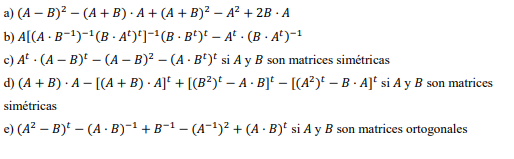 a) (A − B)² − (A + B) · A + (A + B)² − A² + 2B · A
b) A[(A · B⁻¹)⁻¹(B · Aᵗ)ᵗ]⁻¹(B · Bᵗ)ᵗ − Aᵗ · (B · Aᵗ)⁻¹
c) Aᵗ · (A − B)ᵗ − (A − B)² − (A · Bᵗ)ᵗ si A y B son matrices simétricas
d) (A + B) · A − [(A + B) · A]ᵗ + [(B²)ᵗ − A · B]ᵗ − [(A²)ᵗ − B · A]ᵗ si A y B son matrices
simétricas
e) (A² − B)ᵗ − (A · B)⁻¹ + B⁻¹ − (A⁻¹)² + (A · B)ᵗ si A y B son matrices ortogonales